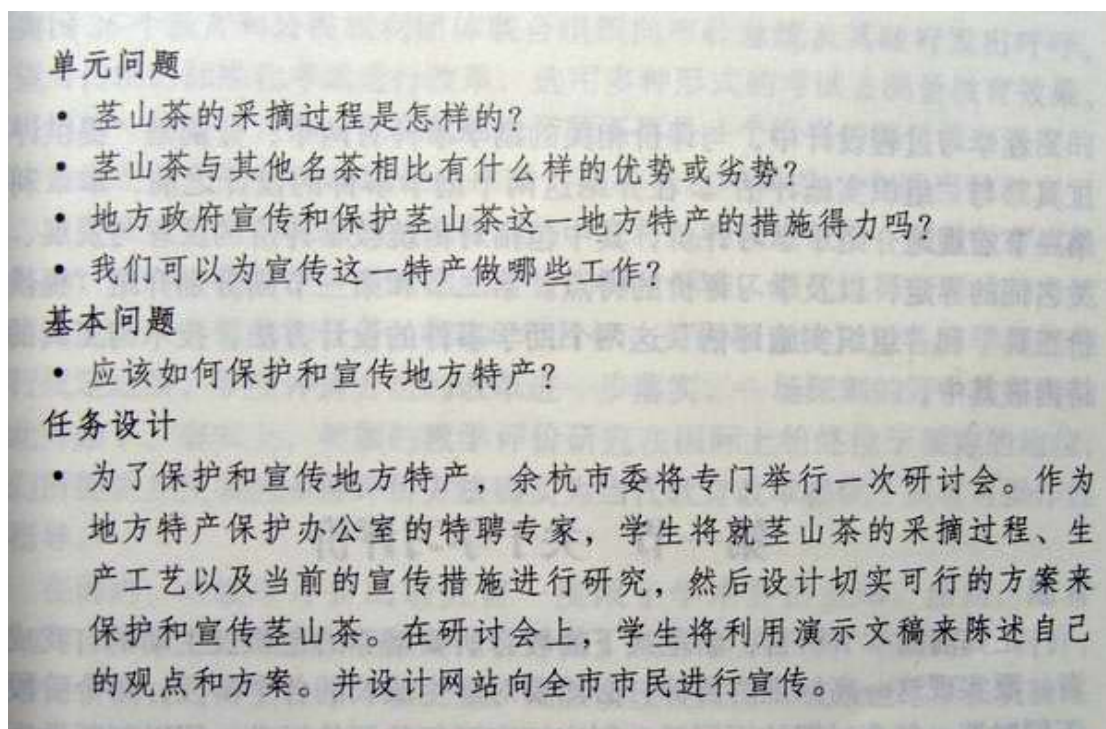 单元问题
• 茎山茶的采摘过程是怎样的？
• 茎山茶与其他名茶相比有什么样的优势或劣势？
• 地方政府宣传和保护茎山茶这一地方特产的措施得力吗？
• 我们可以为宣传这一特产做哪些工作？
基本问题
• 应该如何保护和宣传地方特产？
任务设计
• 为了保护和宣传地方特产，余杭市委将专门举行一次研讨会。作为
地方特产保护办公室的特聘专家，学生将就茎山茶的采摘过程、生
产工艺以及当前的宣传措施进行研究，然后设计切实可行的方案来
保护和宣传茎山茶。在研讨会上，学生将利用演示文稿来陈述自己
的观点和方案。并设计网站向全市市民进行宣传。